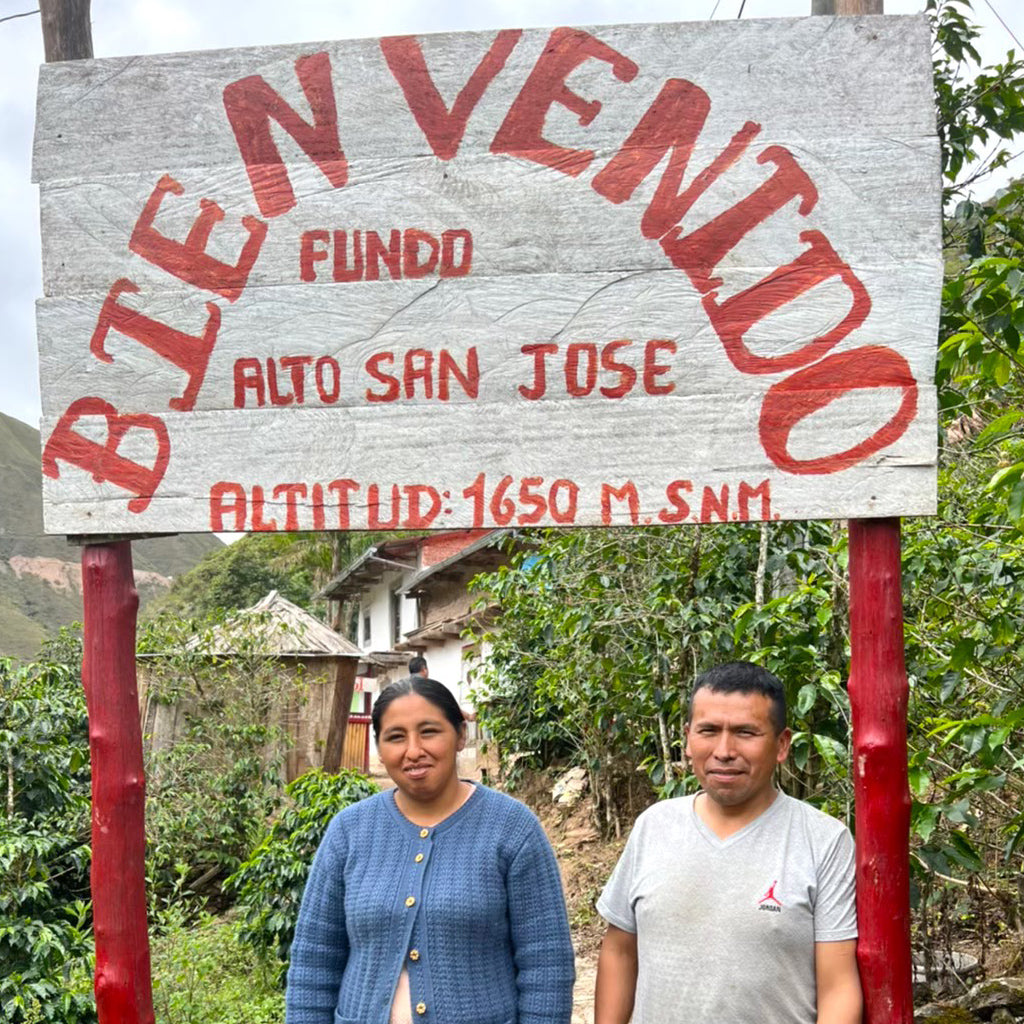 BIENVENIDO
FUNDO
ALTO SAN JOSE
ALTITUD: 1650 M.S.N.M.
JORDAN